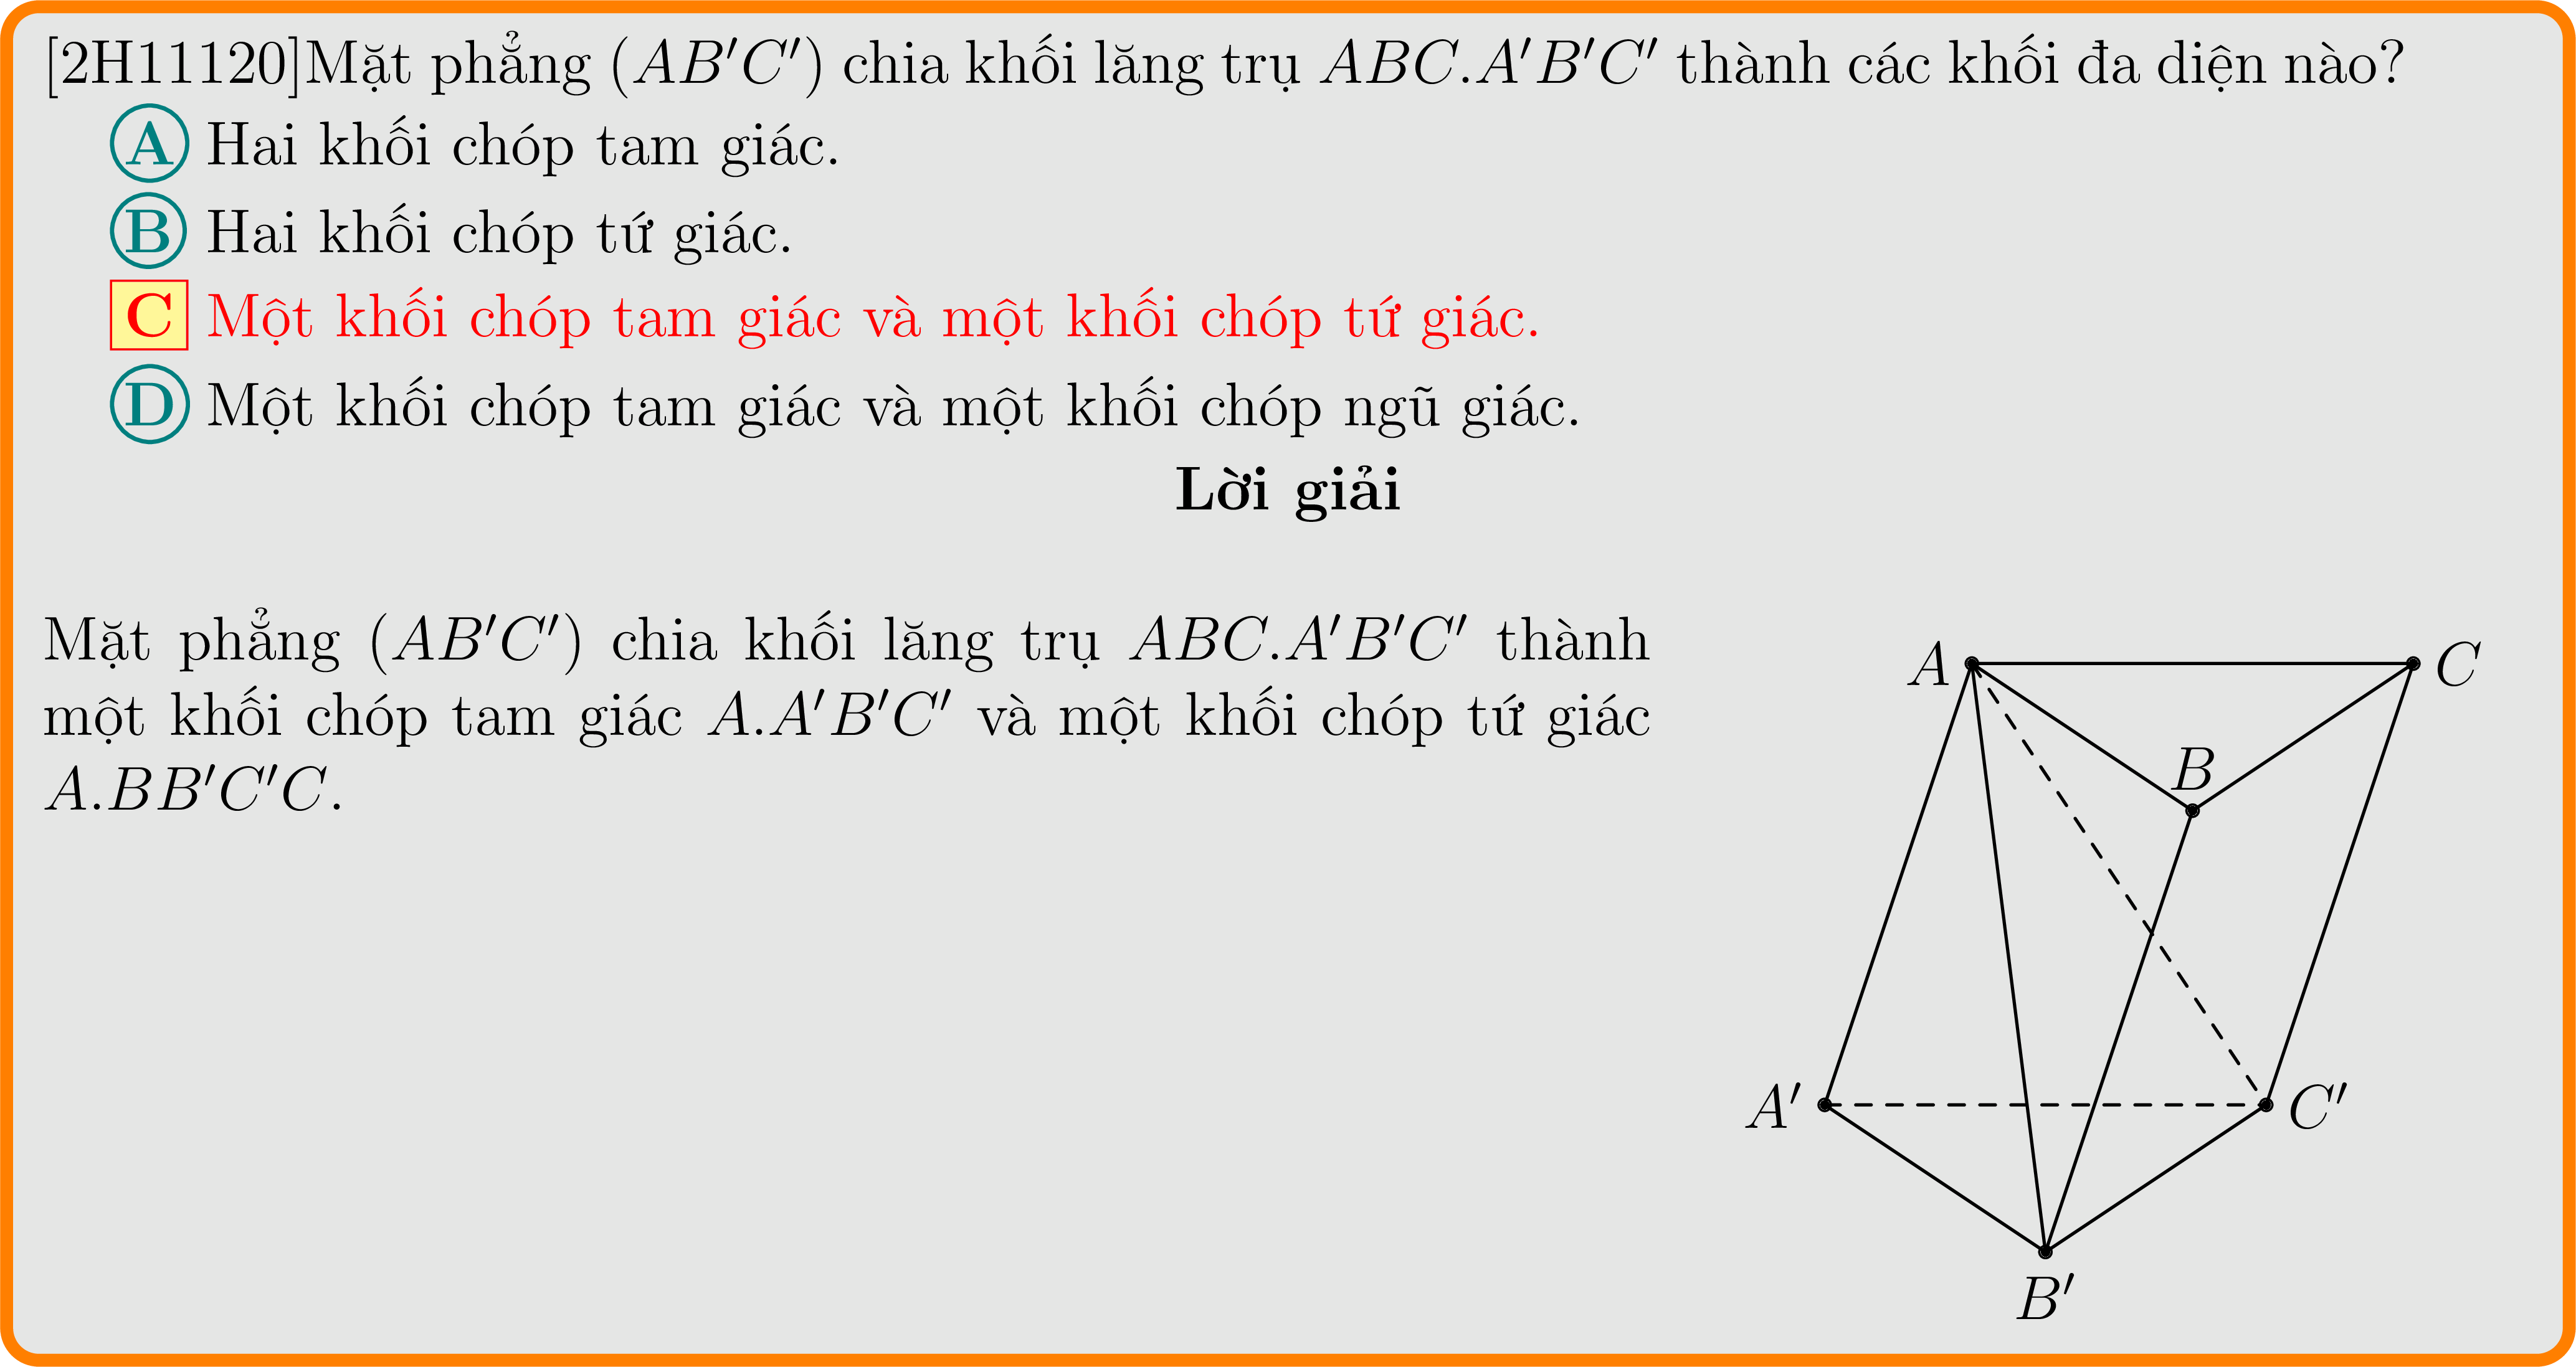 [2H11120]Mặt phẳng (AB′C′) chia khối lăng trụ ABC.A′B′C′ thành các khối đa diện nào?
A Hai khối chóp tam giác.
B Hai khối chóp tứ giác.
C Một khối chóp tam giác và một khối chóp tứ giác.
D Một khối chóp tam giác và một khối chóp ngũ giác.
Lời giải
Mặt phẳng (AB′C′) chia khối lăng trụ ABC.A′B′C′ thành
một khối chóp tam giác A.A′B′C′ và một khối chóp tứ giác
A.BB′C′C.
A
C
B
A′
C′
B′